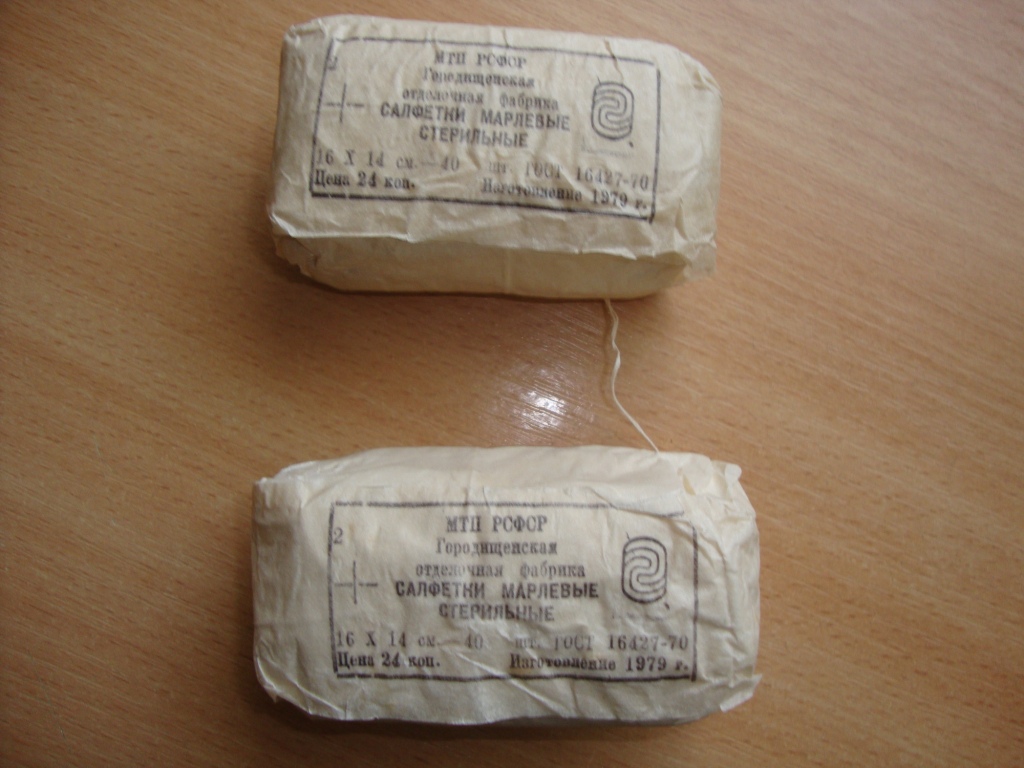 2
МТП РСФСР
Городищенская
отделочная фабрика
САЛФЕТКИ МАРЛЕВЫЕ
СТЕРИЛЬНЫЕ
16 Х 14 см.—40 шт. ГОСТ 16427-70
Цена 24 коп. Изготовление 1979 г.
2
МТП РСФСР
Городищенская
отделочная фабрика
САЛФЕТКИ МАРЛЕВЫЕ
СТЕРИЛЬНЫЕ
16 Х 14 см.—40 шт. ГОСТ 16427-70
Цена 24 коп. Изготовление 1979 г.